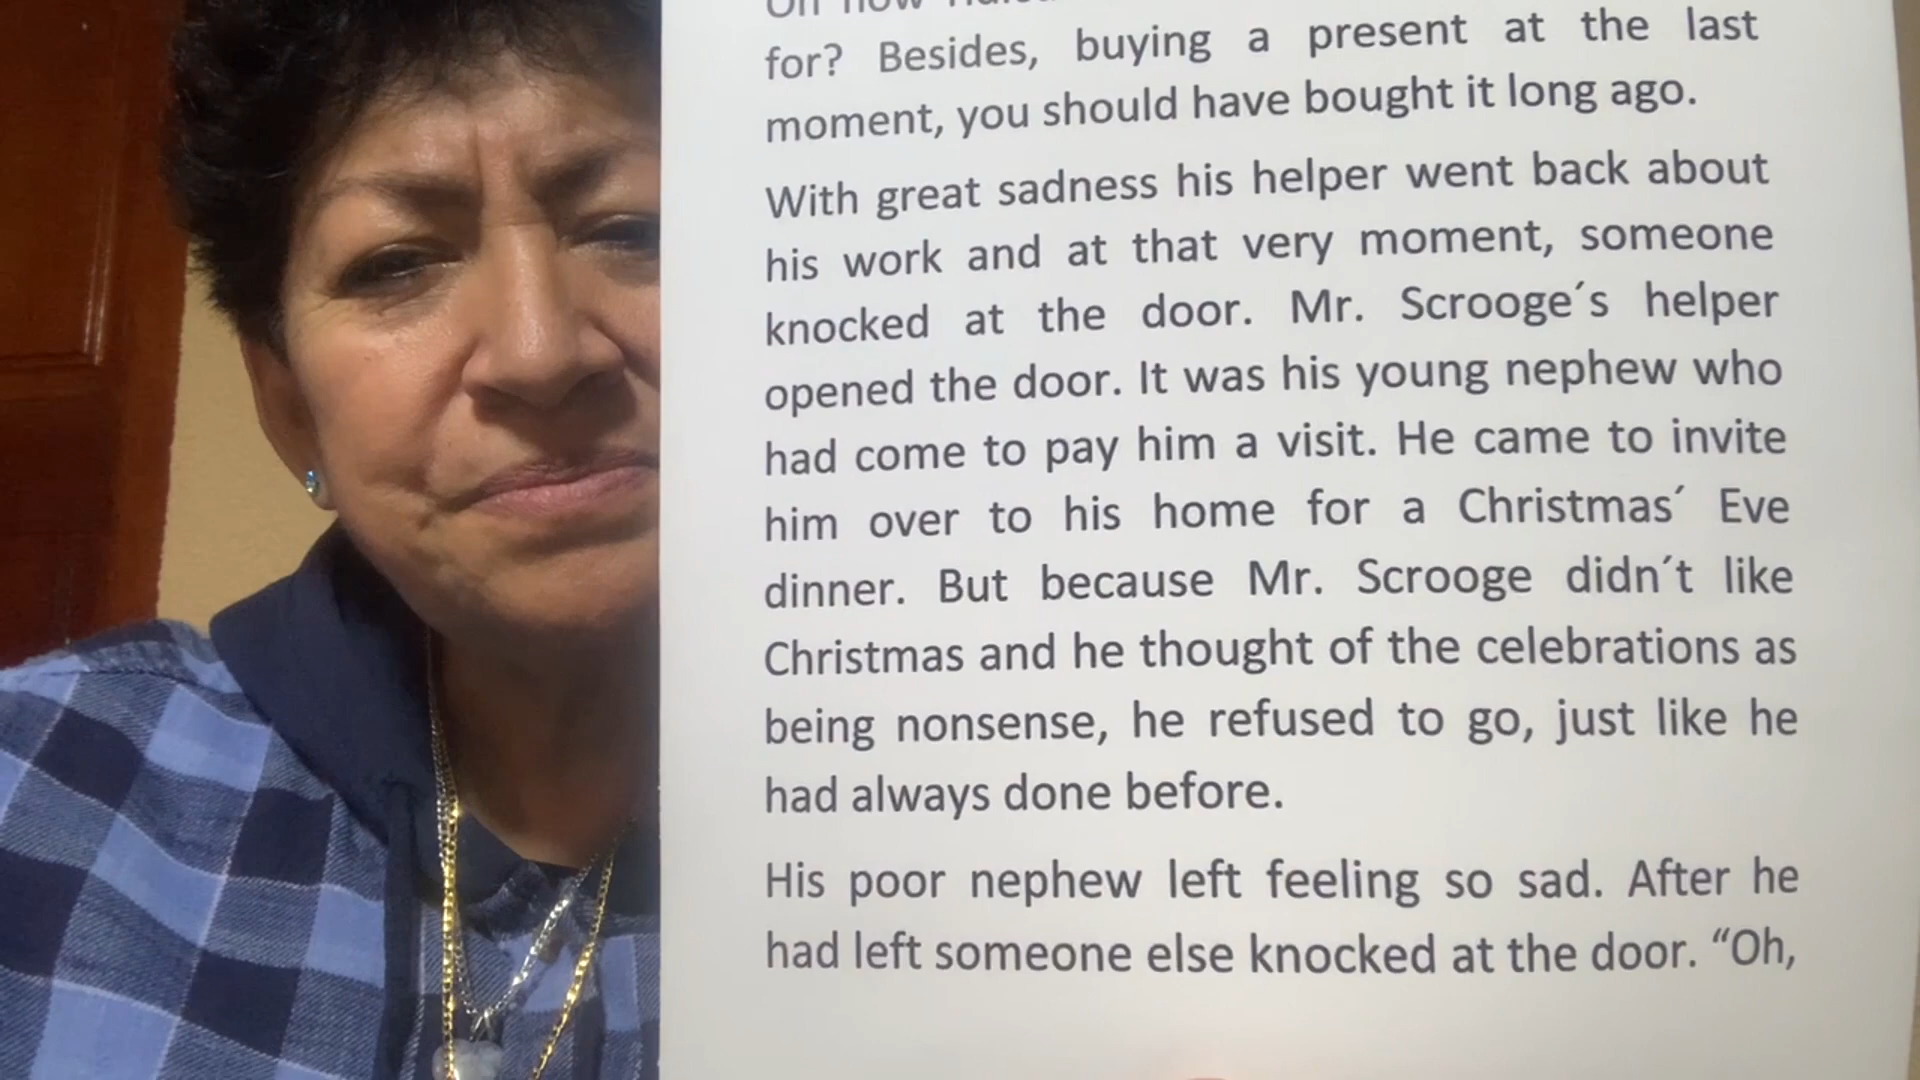 Oh how
for? Besides, buying a present at the last
moment, you should have bought it long ago.
With great sadness his helper went back about
his work and at that very moment, someone
knocked at the door. Mr. Scrooge´s helper
opened the door. It was his young nephew who
had come to pay him a visit. He came to invite
him over to his home for a Christmas´ Eve
dinner. But because Mr. Scrooge didn´t like
Christmas and he thought of the celebrations as
being nonsense, he refused to go, just like he
had always done before.
His poor nephew left feeling so sad. After he
had left someone else knocked at the door. “Oh,